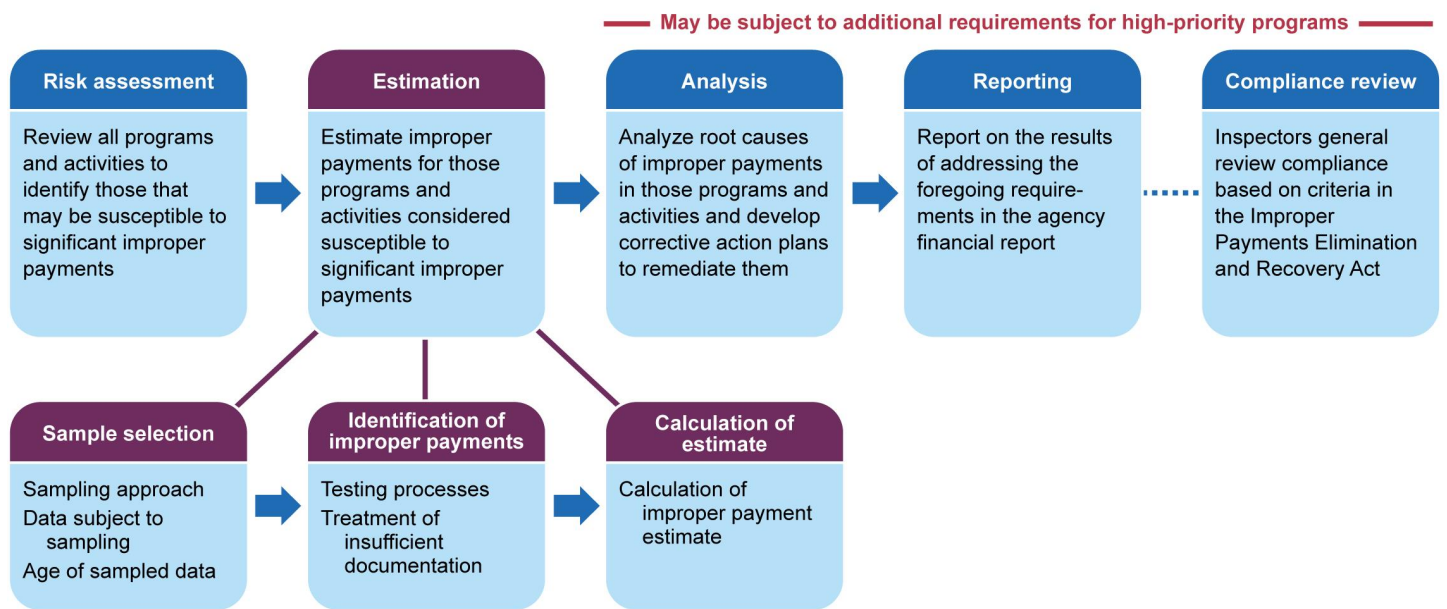 May be subject to additional requirements for high-priority programs
Risk assessment
Review all programs
and activities to
identify those that
may be susceptible to
significant improper
payments
Estimation
Estimate improper
payments for those
programs and
activities considered
susceptible to
significant improper
payments
Analysis
Analyze root causes
of improper payments
in those programs and
activities and develop
corrective action plans
to remediate them
Reporting
Report on the results
of addressing the
foregoing require-
ments in the agency
financial report
Compliance review
Inspectors general
review compliance
based on criteria in
the Improper
Payments Elimination
and Recovery Act
Sample selection
Sampling approach
Data subject to
sampling
Age of sampled data
Identification of
improper payments
Testing processes
Treatment of
insufficient
documentation
Calculation of
estimate
Calculation of
improper payment
estimate